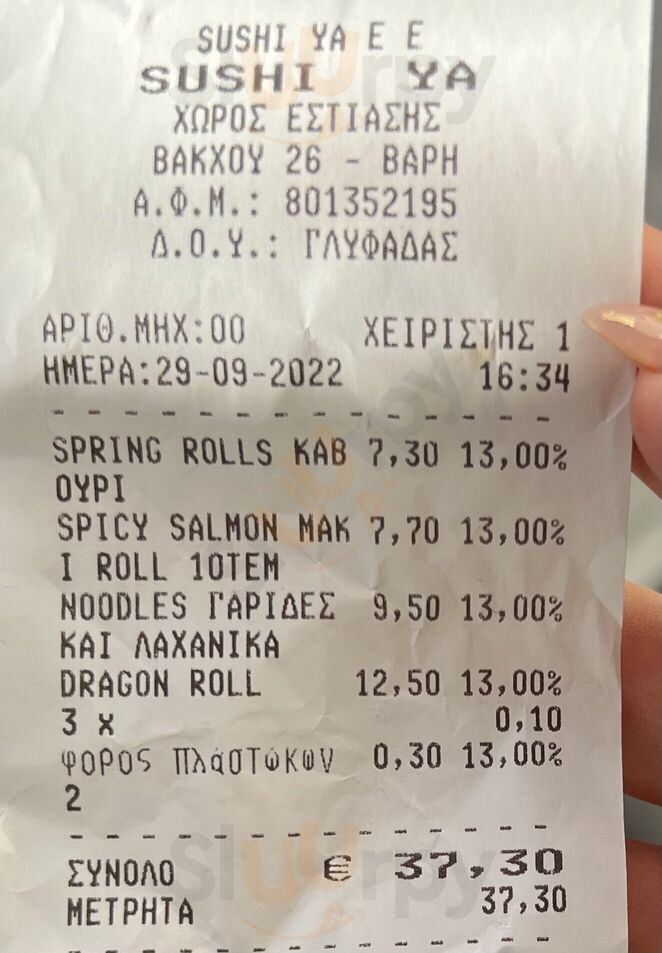 SUSHI YA E E
SUSHI YA
ΧΩΡΟΣ ΕΣΤΙΑΣΗΣ
ΒΑΚΧΟΥ 26 - ΒΑΡΗ
Α.Φ.Μ.: 801352195
Δ.Ο.Υ.: ΓΛΥΦΑΔΑΣ
ΑΡΙΘ.ΜΗΧ:00 ΧΕΙΡΙΣΤΗΣ 1
ΗΜΕΡΑ:29-09-2022 16:34
SPRING ROLLS ΚΑΒ 7,30 13,00%
ΟΥΡΙ
SPICY SALMON MAK 7,70 13,00%
I ROLL 10ΤΕΜ
NOODLES ΓΑΡΙΔΕΣ 9,50 13,00%
ΚΑΙ ΛΑΧΑΝΙΚΑ
DRAGON ROLL 12,50 13,00%
3 x 0,10
φορος πλαστικων 0,30 13,00%
2
ΣΥΝΟΛΟ € 37,30
ΜΕΤΡΗΤΑ 37,30
Sluurpy